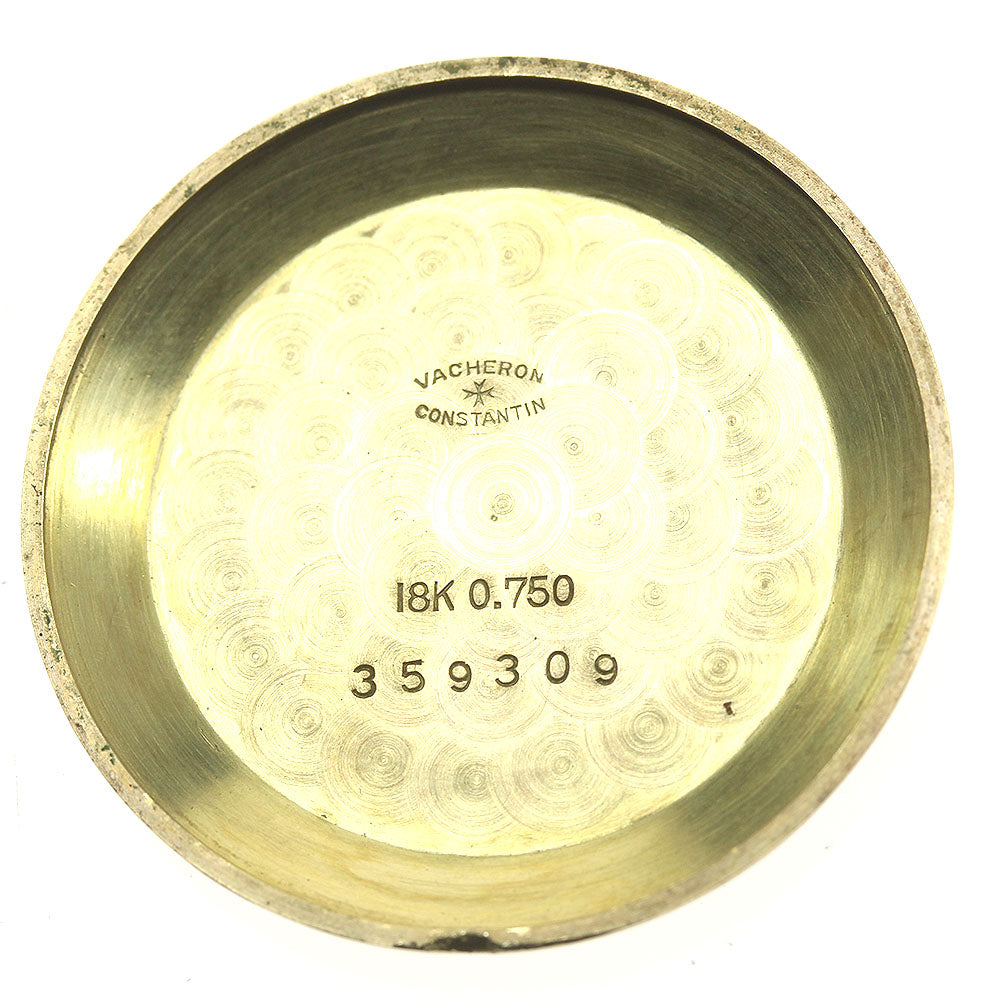 VACHERON
CONSTANTIN
18K 0.750
359309